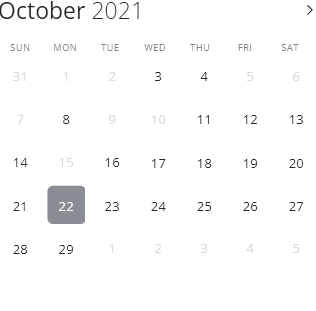 October 2021
SUN MON TUE WED THU FRI SAT
31 1 2 3 4 5 6
7 8 9 10 11 12 13
14 15 16 17 18 19 20
21 22 23 24 25 26 27
28 29 1 2 3 4 5